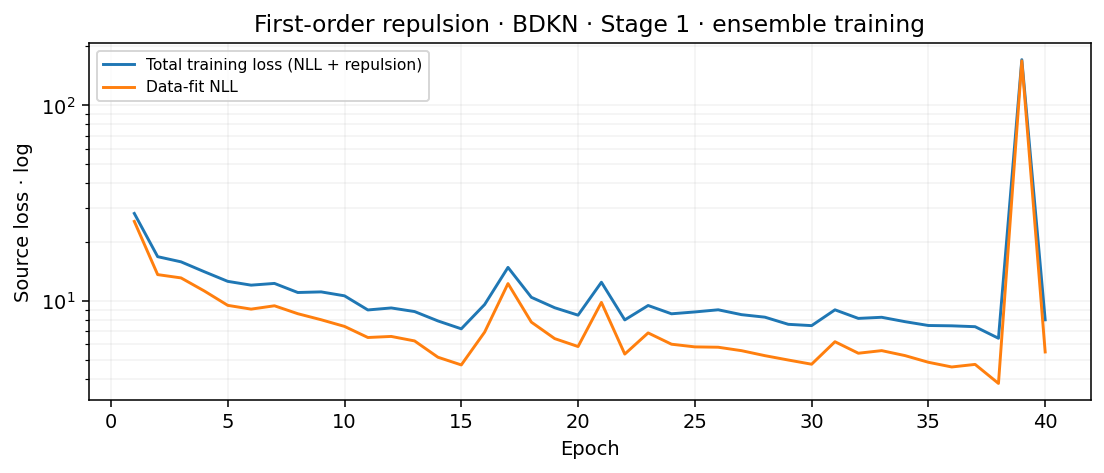 First-order repulsion · BDKN · Stage 1 · ensemble training
Total training loss (NLL + repulsion)
Data-fit NLL
Source loss · log
10²
10¹
0 5 10 15 20 25 30 35 40
Epoch